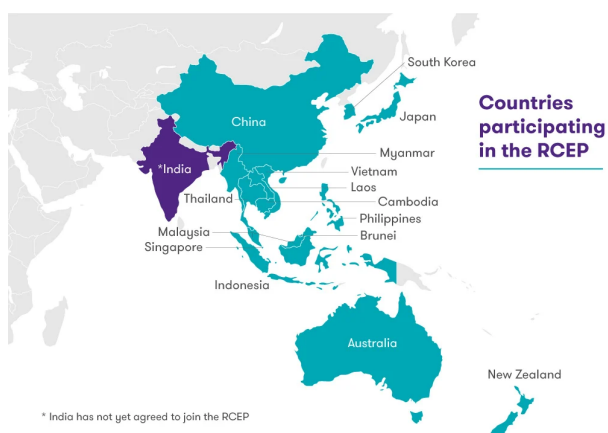 South Korea
Countries
participating
in the RCEP
China
Japan
Myanmar
*India
Vietnam
Laos
Thailand
Cambodia
Philippines
Malaysia
Brunei
Singapore
Indonesia
Australia
New Zealand
* India has not yet agreed to join the RCEP